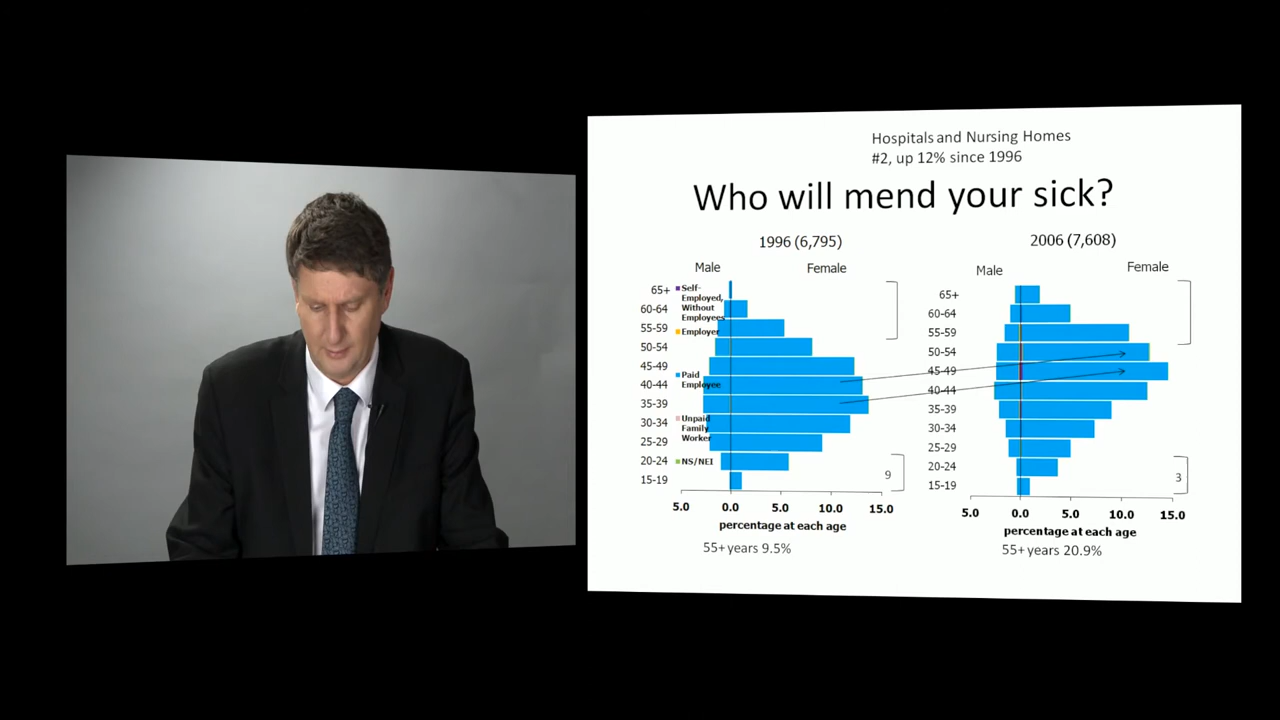 Hospitals and Nursing Homes
#2, up 12% since 1996
Who will mend your sick?
1996 (6,795)
Male
Female
65+
60-64
55-59
50-54
45-49
40-44
35-39
30-34
25-29
20-24
15-19
Self-
Employed,
Without
Employees
Employer
Paid
Employee
Unpaid
Family
Worker
NS/NEI
9
5.0 0.0 5.0 10.0 15.0
percentage at each age
55+ years 9.5%
2006 (7,608)
Male
Female
65+
60-64
55-59
50-54
45-49
40-44
35-39
30-34
25-29
20-24
15-19
3
5.0 0.0 5.0 10.0 15.0
percentage at each age
55+ years 20.9%